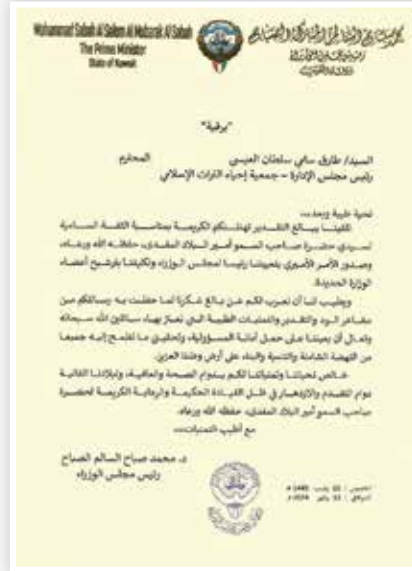 Mohammad Sabah Al Salem Al Mubarak Al Sabah
The Prime Minister
State of Kuwait
"برقية"
السيد/ طارق سامي سلطان العيسى المحترم
رئيس مجلس الإدارة – جمعية إحياء التراث الإسلامي
تحية طيبة وبعد،،،
تلقينا ببالغ التقدير تهنئتكم الكريمة بمناسبة الثقة السامية
لسيدي حضرة صاحب السمو أمير البلاد المفدى، حفظه الله ورعاه،
وصدور الأمر الأميري بتعييننا رئيسا لمجلس الوزراء وتكليفنا بترشيح أعضاء
الوزارة الجديدة.
ويطيب لنا أن نعرب لكم عن بالغ شكرنا لما حفلت به رسالتكم من
مشاعر الود والتقدير والتمنيات الطيبة التي نعتز بها، سائلين الله سبحانه
وتعالى أن يعيننا على حمل أمانة المسؤولية، وتحقيق ما نطمح إليه جميعا
من النهضة الشاملة والتنمية والبناء على أرض وطننا العزيز.
خالص تحياتنا وتمنياتنا لكم بدوام الصحة والعافية، ولبلادنا الغالية
دوام التقدم والازدهار في ظل القيادة الحكيمة والرعاية الكريمة لحضرة
صاحب السمو أمير البلاد المفدى، حفظه الله ورعاه.
مع أطيب التمنيات،،،
د. محمد صباح السالم الصباح
رئيس مجلس الوزراء